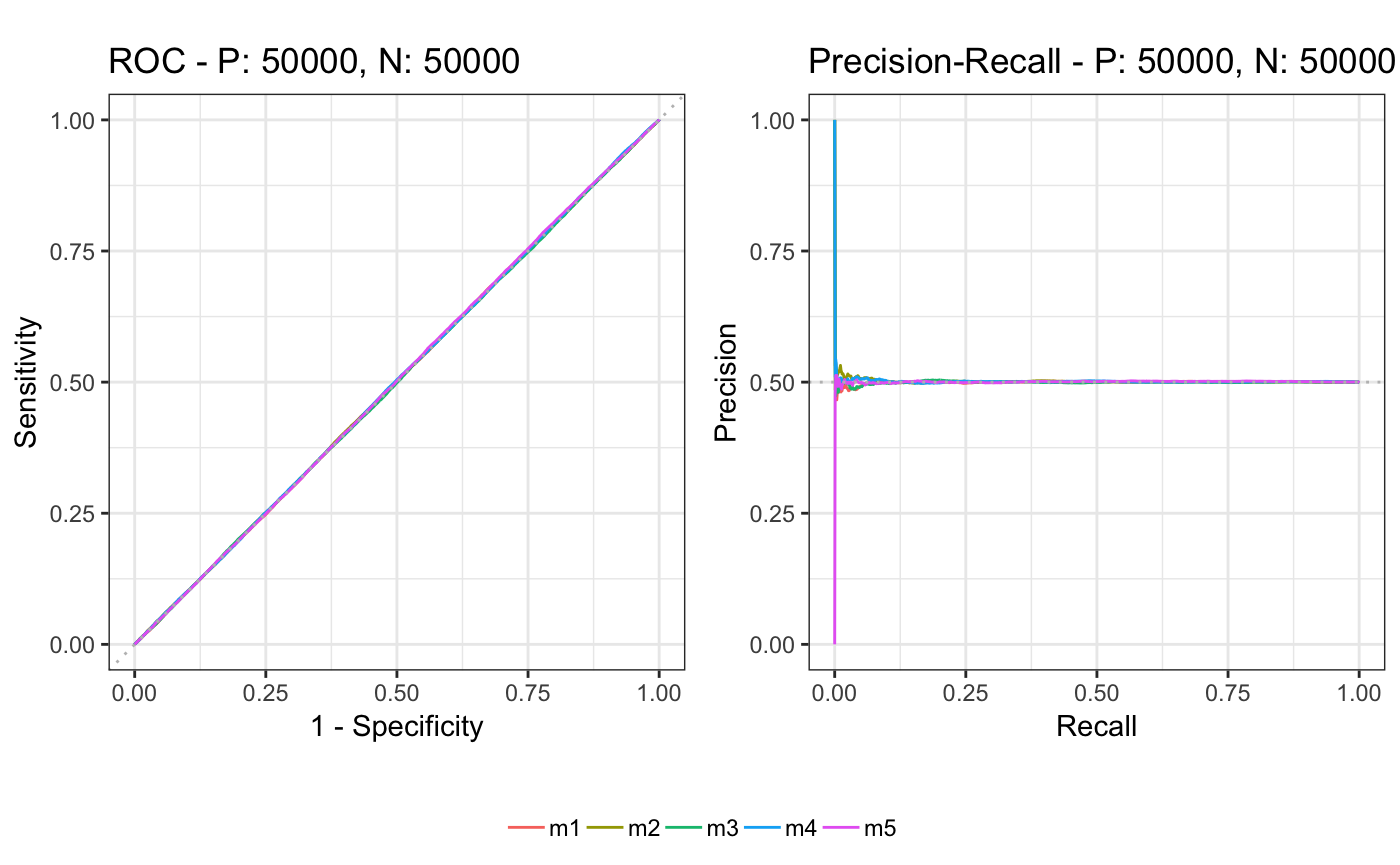 ROC - P: 50000, N: 50000
1.00
0.75
0.50
0.25
0.00
Sensitivity
0.00 0.25 0.50 0.75 1.00
1 - Specificity
Precision-Recall - P: 50000, N: 50000
1.00
0.75
0.50
0.25
0.00
Precision
0.00 0.25 0.50 0.75 1.00
Recall
m1 m2 m3 m4 m5